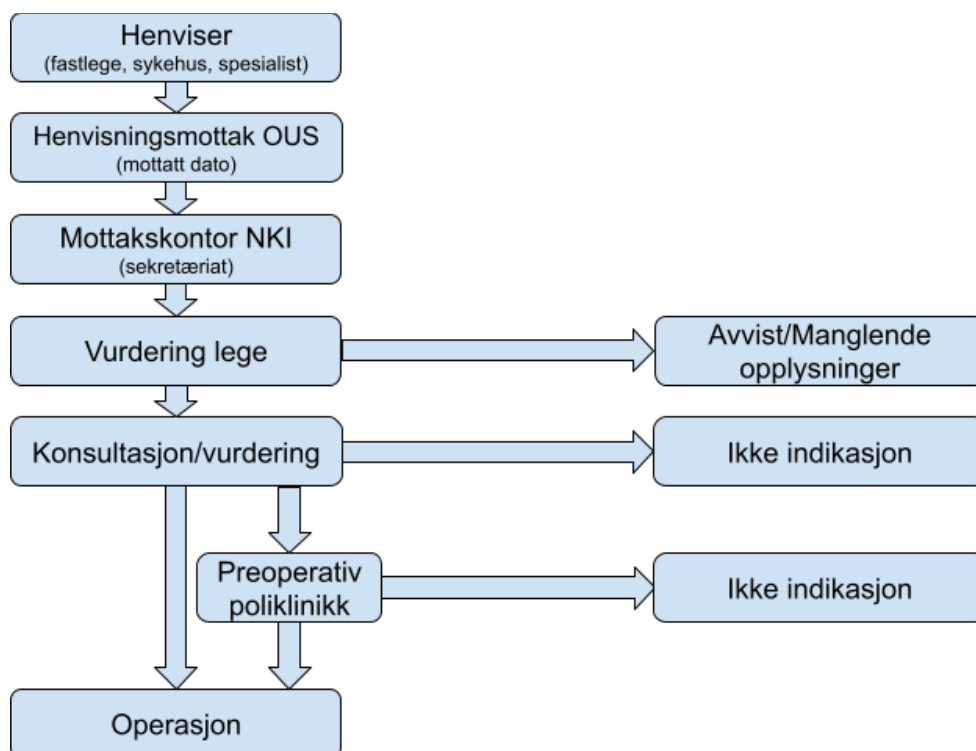 Henviser
(fastlege, sykehus, spesialist)
Henvisningsmottak OUS
(mottatt dato)
Mottakskontor NKI
(sekretæriat)
Vurdering lege
Avvist/Manglende
opplysninger
Konsultasjon/vurdering
Ikke indikasjon
Preoperativ
poliklinikk
Ikke indikasjon
Operasjon